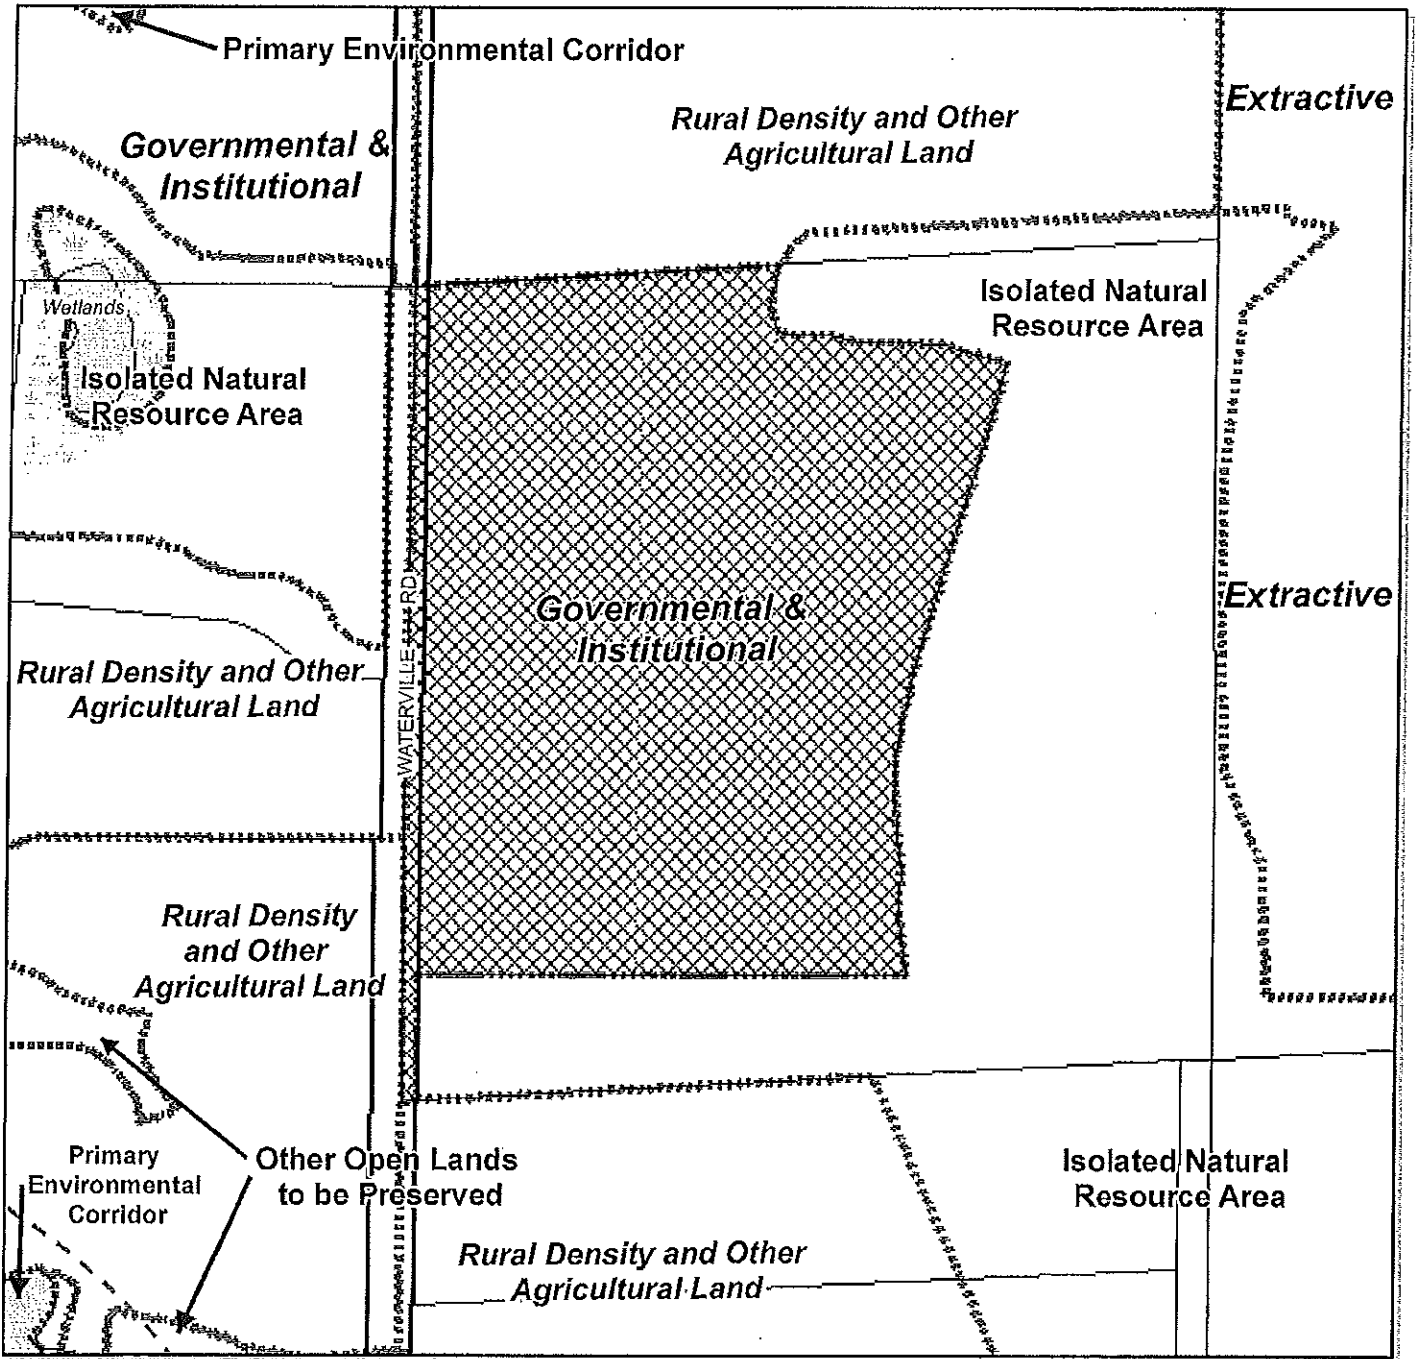 Primary Environmental Corridor
Extractive
Rural Density and Other
Agricultural Land
Governmental &
Institutional
Isolated Natural
Resource Area
Wetlands
Isolated Natural
Resource Area
WATERVILLE RD
Governmental &
Institutional
Extractive
Rural Density and Other
Agricultural Land
Rural Density
and Other
Agricultural Land
Primary
Environmental
Corridor
Other Open Lands
to be Preserved
Isolated Natural
Resource Area
Rural Density and Other
Agricultural Land